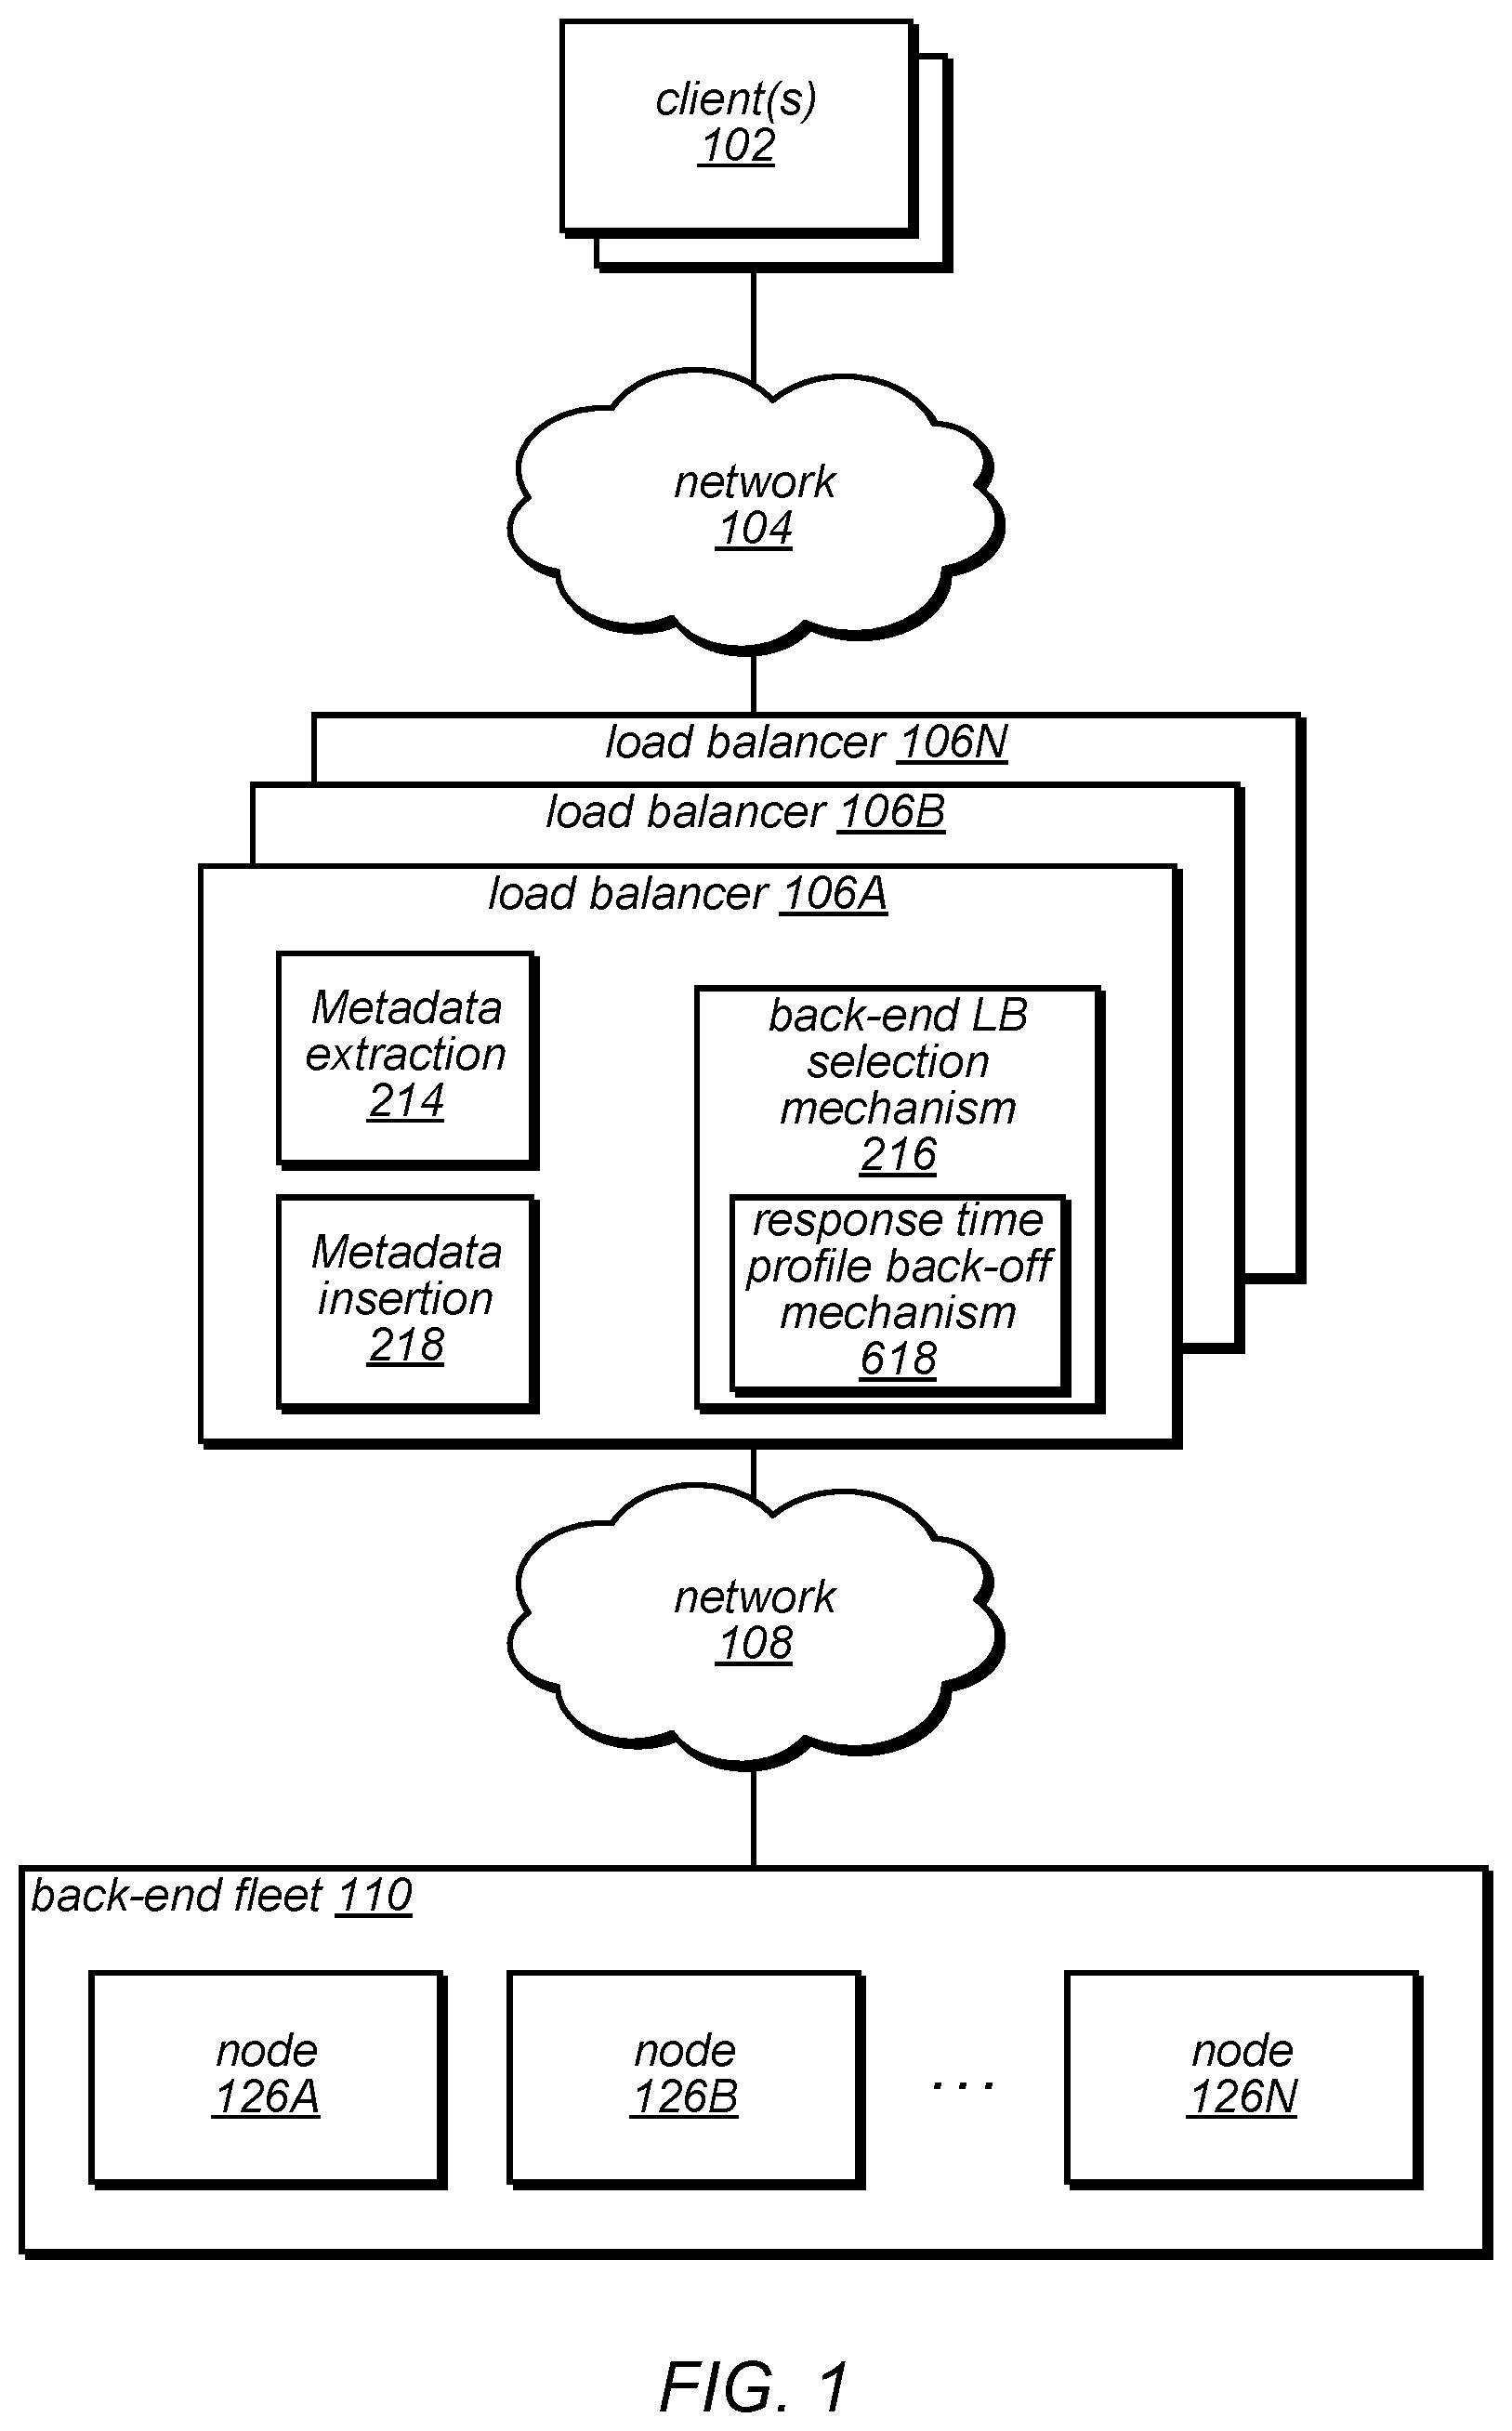 client(s)
102
network
104
load balancer 106N
load balancer 106B
load balancer 106A
Metadata
extraction
214
back-end LB
selection
mechanism
216
Metadata
insertion
218
response time
profile back-off
mechanism
618
network
108
back-end fleet 110
node
126A
node
126B
. . .
node
126N
FIG. 1